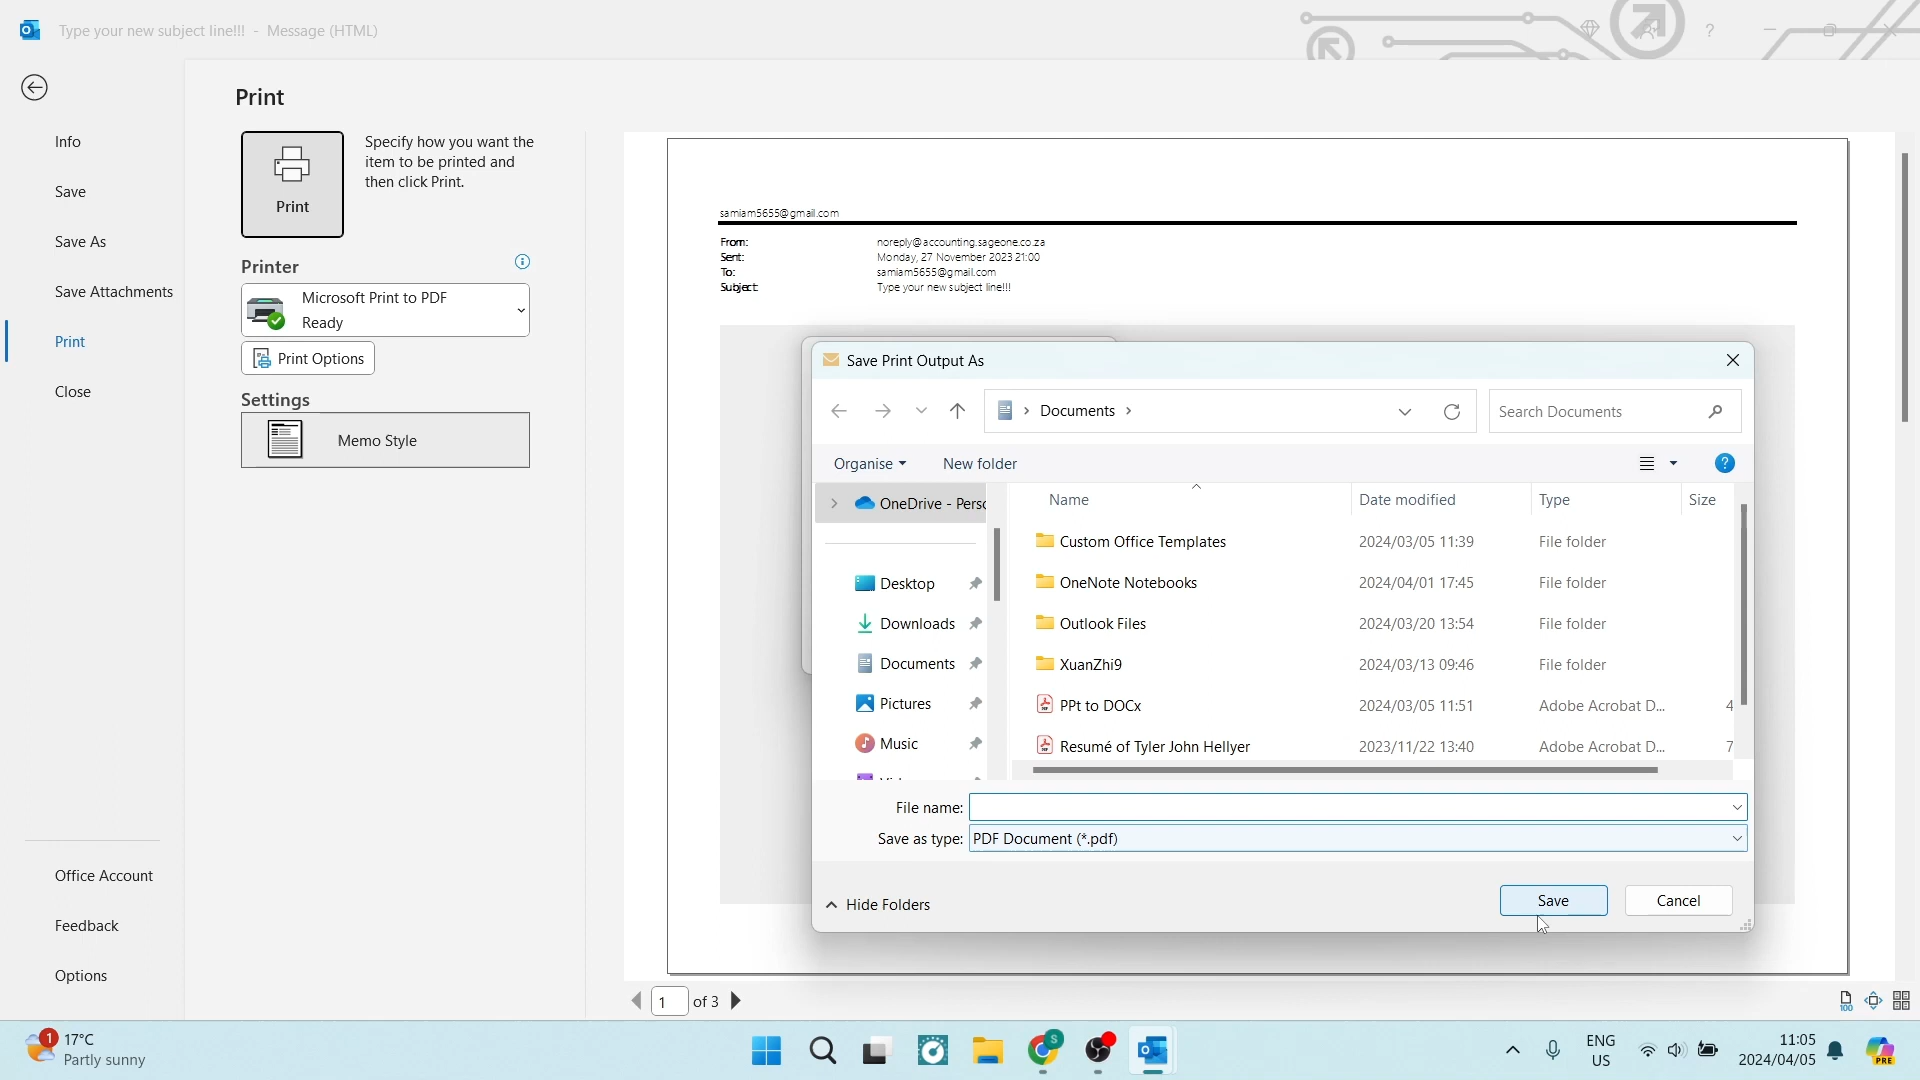 Type your new subject line!!! - Message (HTML)
?
Print
Info
Save
Save As
Save Attachments
Print
Close
Office Account
Feedback
Options
Print
Specify how you want the
item to be printed and
then click Print.
Printer
Microsoft Print to PDF
Ready
Print Options
Settings
Memo Style
samiam5655@gmail.com
From: noreply@accounting.sageone.co.za
Sent: Monday, 27 November 2023 21:00
To: samiam5655@gmail.com
Subject: Type your new subject line!!!
Save Print Output As
Documents
Search Documents
Organise
New folder
?
OneDrive - Perso
Desktop
Downloads
Documents
Pictures
Music
Name Date modified Type Size
Custom Office Templates 2024/03/05 11:39 File folder
OneNote Notebooks 2024/04/01 17:45 File folder
Outlook Files 2024/03/20 13:54 File folder
XuanZhi9 2024/03/13 09:46 File folder
PPt to DOCx 2024/03/05 11:51 Adobe Acrobat D... 4
Resumé of Tyler John Hellyer 2023/11/22 13:40 Adobe Acrobat D... 7
File name:
Save as type: PDF Document (*.pdf)
Hide Folders
Save
Cancel
1 of 3
100
1
17°C
Partly sunny
S
ENG
US
11:05
2024/04/05
PRE